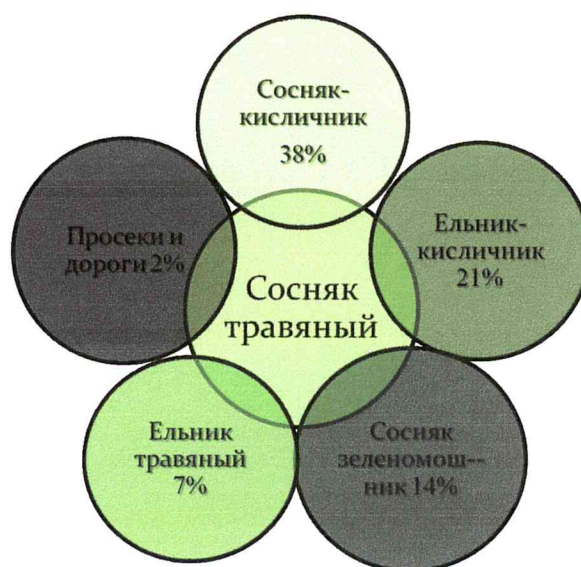 Сосняк-
кисличник
38%
Ельник-
кисличник
21%
Сосняк
зеленомош--
ник 14%
Ельник
травяный
7%
Просеки и
дороги 2%
Сосняк
травяный